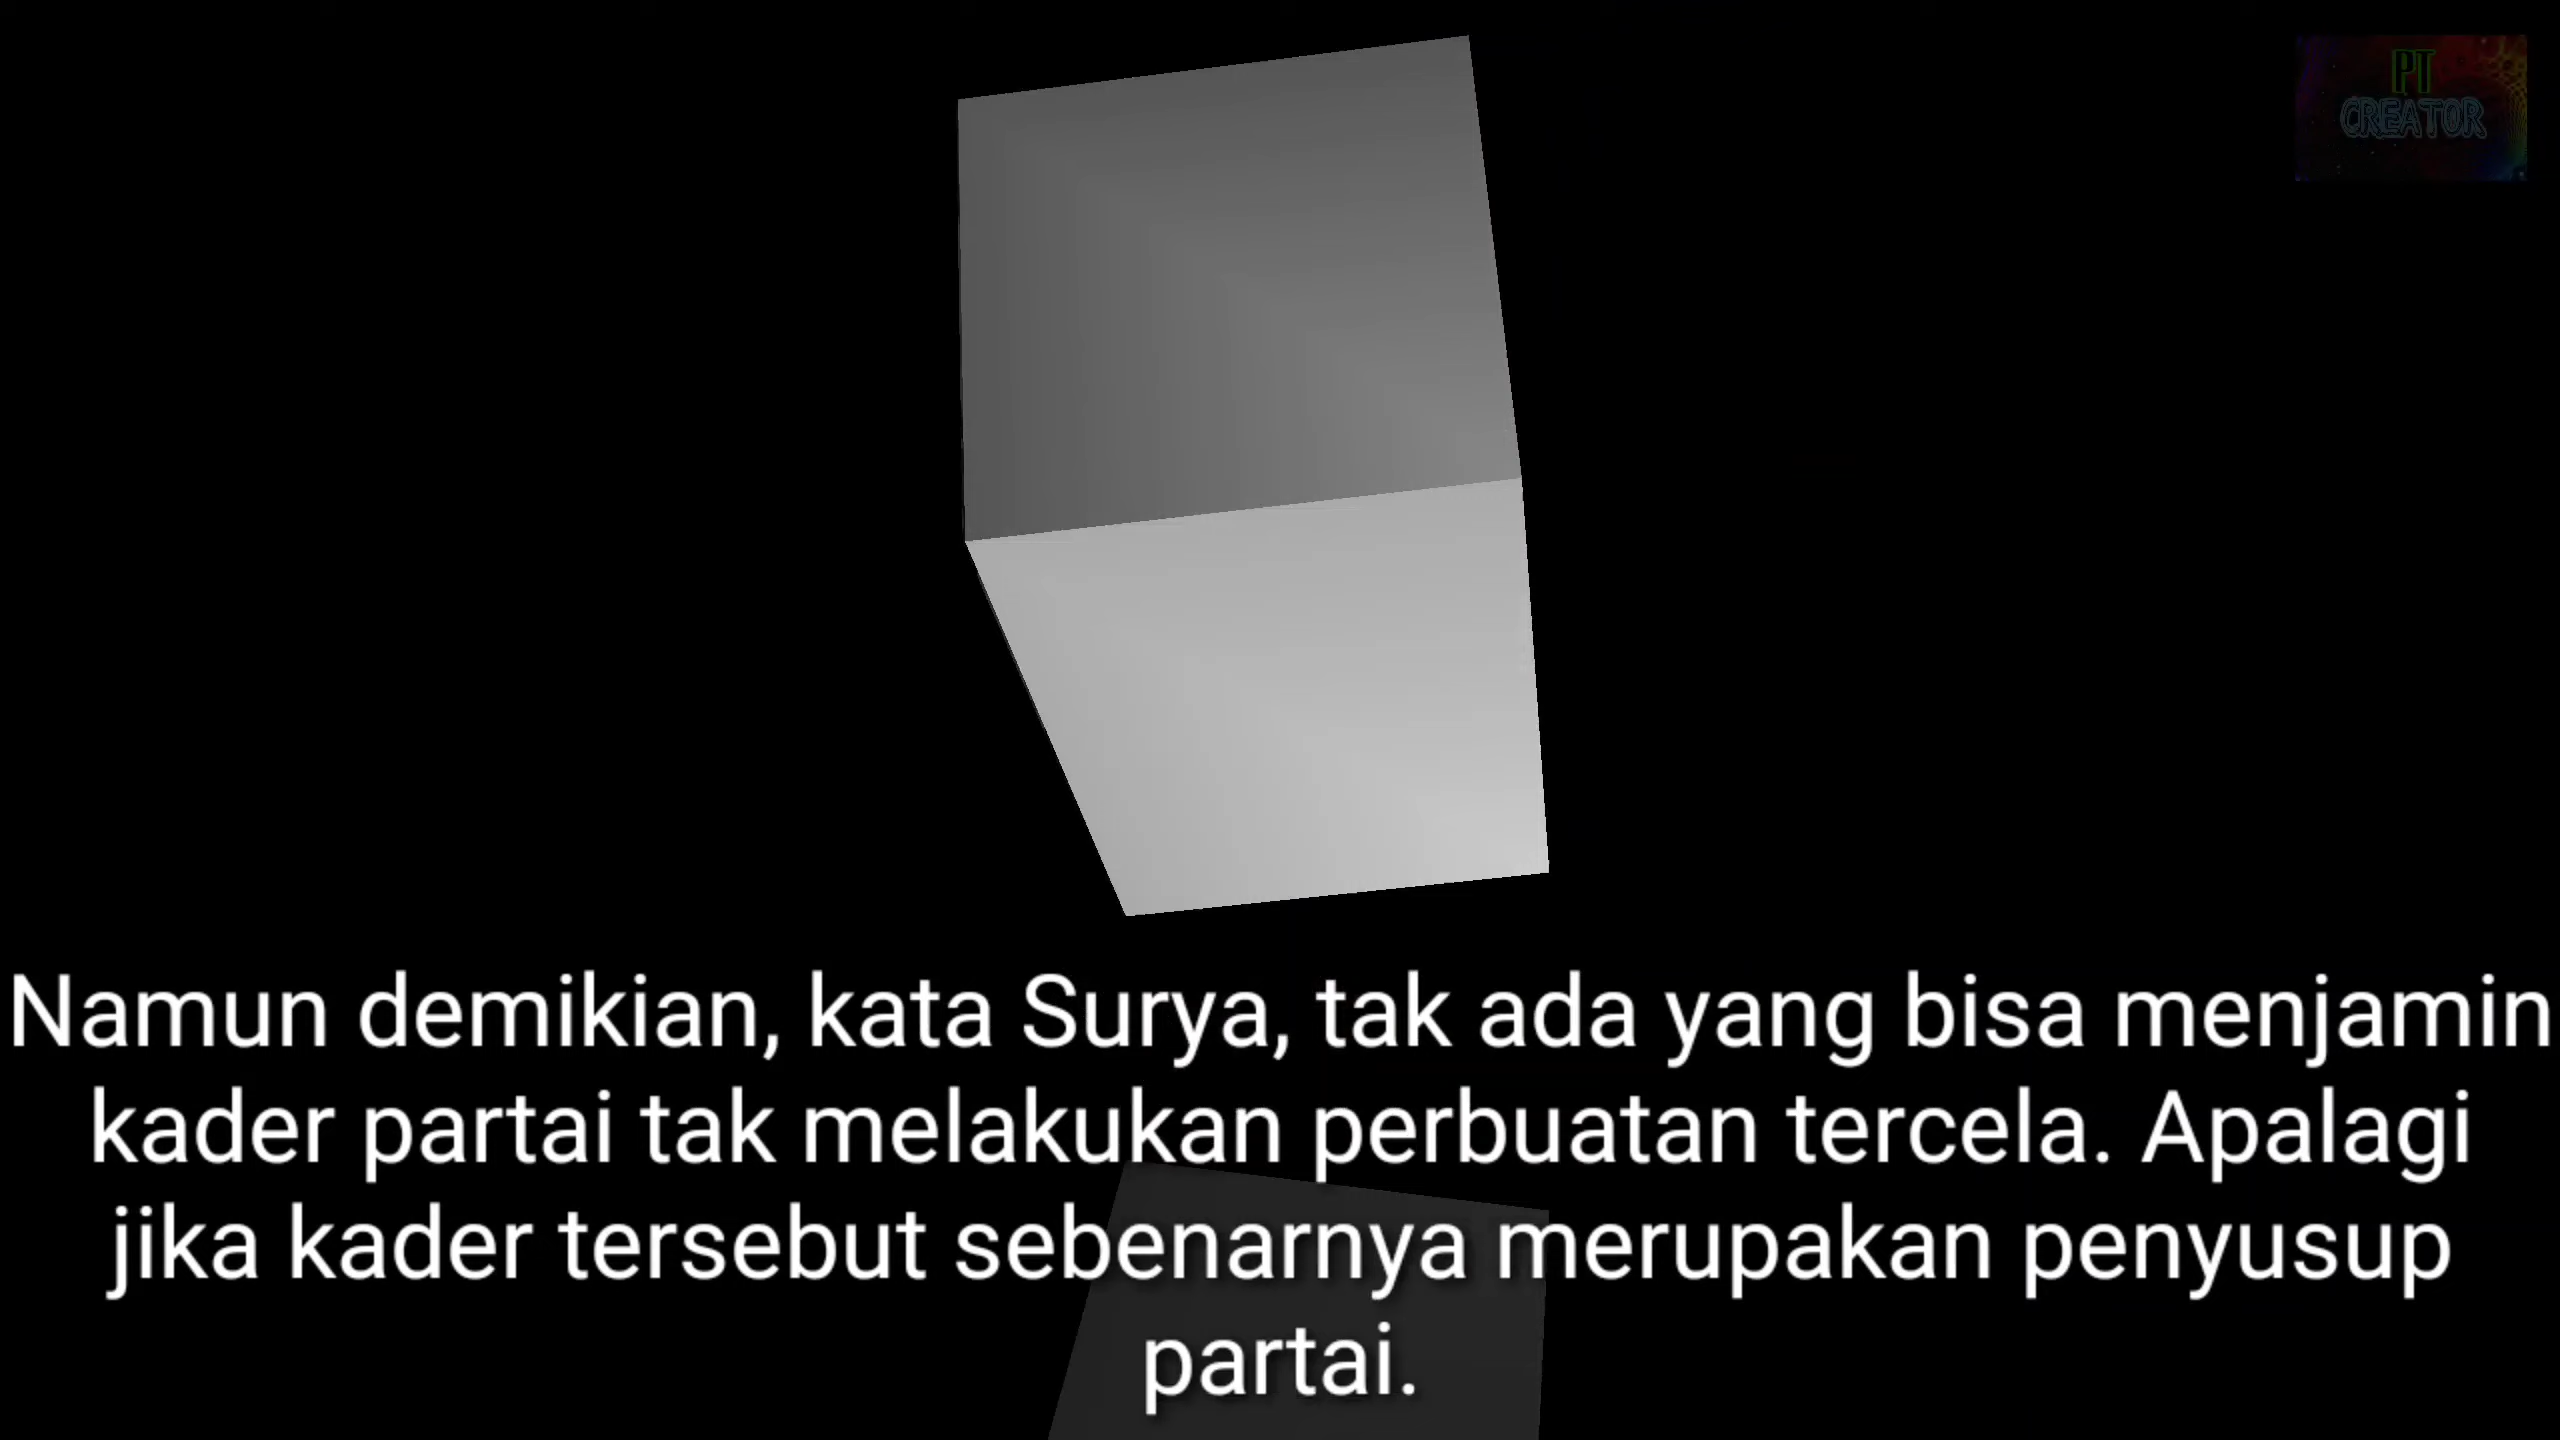 PT
CREATOR
Namun demikian, kata Surya, tak ada yang bisa menjamin
kader partai tak melakukan perbuatan tercela. Apalagi
jika kader tersebut sebenarnya merupakan penyusup
partai.